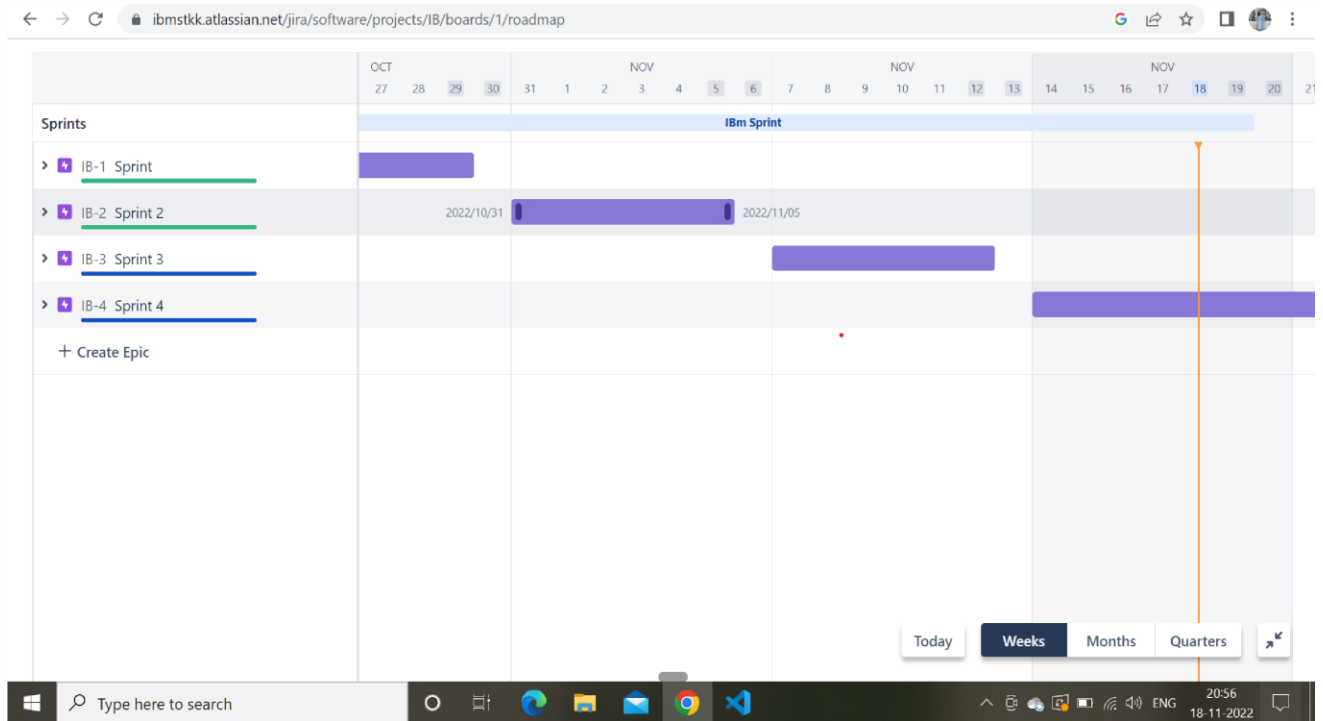 ibmstkk.atlassian.net/jira/software/projects/IB/boards/1/roadmap
OCT NOV NOV NOV
27 28 29 30 31 1 2 3 4 5 6 7 8 9 10 11 12 13 14 15 16 17 18 19 20 21
Sprints IBm Sprint
IB-1 Sprint
IB-2 Sprint 2 2022/10/31 2022/11/05
IB-3 Sprint 3
IB-4 Sprint 4
+ Create Epic
Today Weeks Months Quarters
Type here to search ENG 20:56
18-11-2022